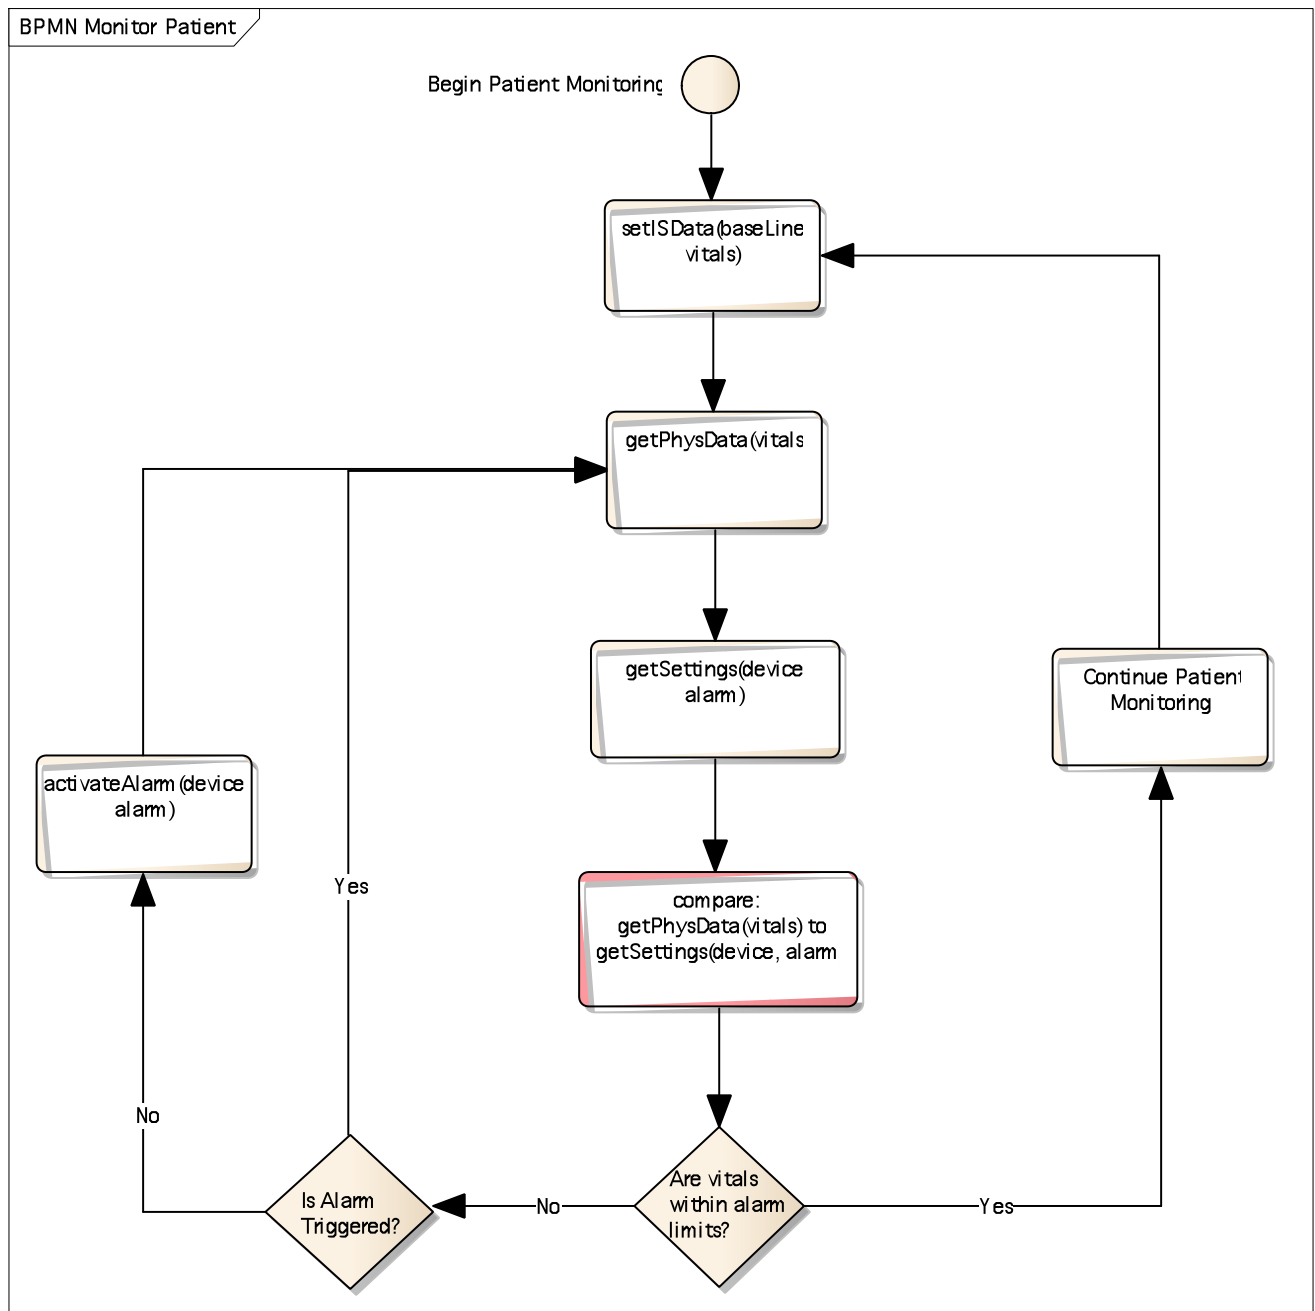 BPMN Monitor Patient
Begin Patient Monitoring
setISData(baseLine
vitals)
getPhysData(vitals
getSettings(device
alarm)
Continue Patient
Monitoring
activateAlarm(device
alarm)
Yes
compare:
getPhysData(vitals) to
getSettings(device, alarm
No
Are vitals
within alarm
limits?
Is Alarm
Triggered?
No
Yes